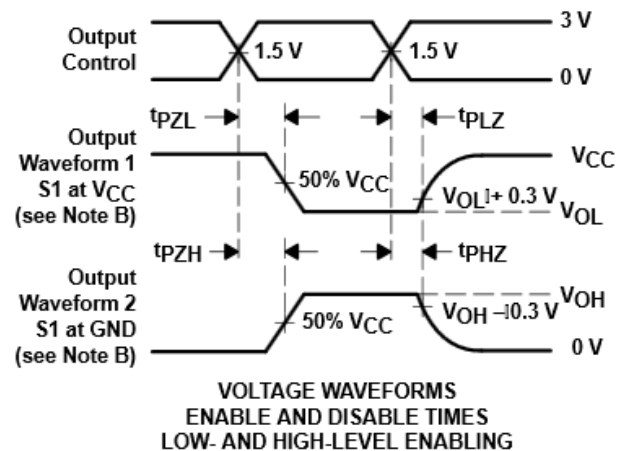 Output
Control
1.5 V
1.5 V
3 V
0 V
tPZL
tPLZ
Output
Waveform 1
S1 at VCC
(see Note B)
50% VCC
VCC
VOL + 0.3 V
VOL
tPZH
tPHZ
Output
Waveform 2
S1 at GND
(see Note B)
50% VCC
VOH
VOH – 0.3 V
0 V
VOLTAGE WAVEFORMS
ENABLE AND DISABLE TIMES
LOW- AND HIGH-LEVEL ENABLING